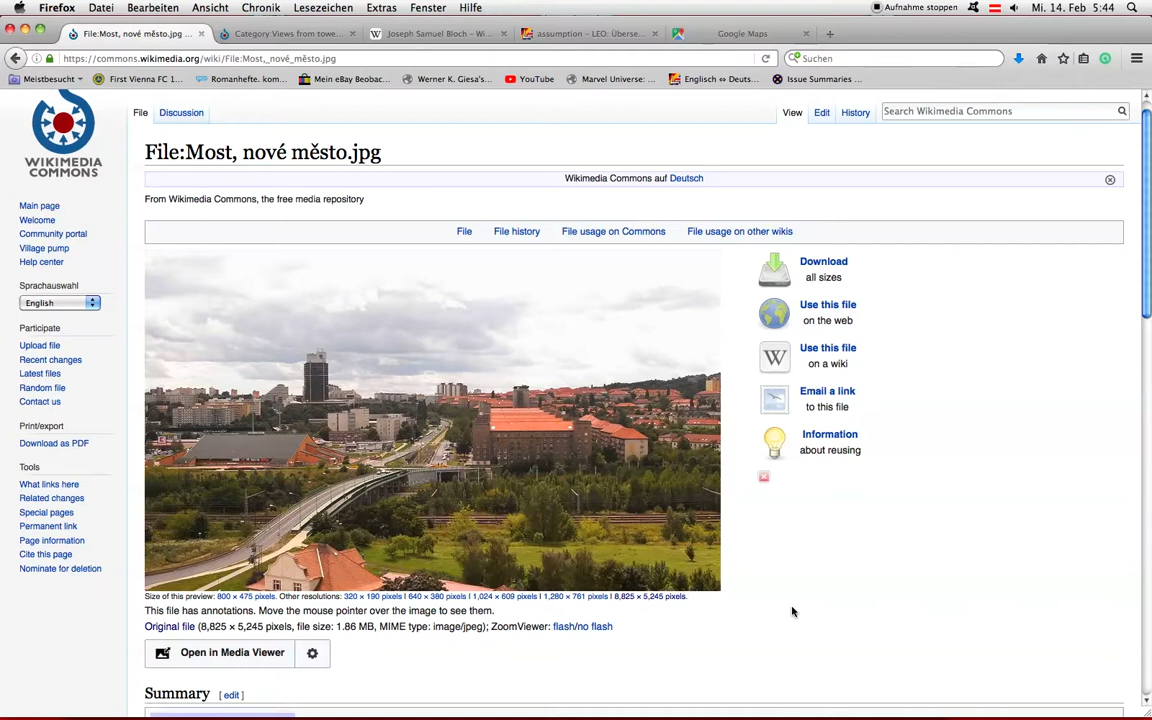 Firefox Datei Bearbeiten Ansicht Chronik Lesezeichen Extras Fenster Hilfe Aufnahme stoppen Mi. 14. Feb 5:44
File:Most, nové město.jpg ... Category Views from towe... Joseph Samuel Bloch – Wi... assumption – LEO: Überse... Google Maps
https://commons.wikimedia.org/wiki/File:Most,_nové_město.jpg Suchen
Meistbesucht First Vienna FC 1... Romanhefte. kom... Mein eBay Beobac... Werner K. Giesa's... YouTube Marvel Universe: ... Englisch ⇔ Deuts... Issue Summaries ...
File Discussion View Edit History Search Wikimedia Commons
WIKIMEDIA
COMMONS
File:Most, nové město.jpg
Wikimedia Commons auf Deutsch
From Wikimedia Commons, the free media repository
File File history File usage on Commons File usage on other wikis
Main page
Welcome
Community portal
Village pump
Help center
Sprachauswahl
English
Participate
Upload file
Recent changes
Latest files
Random file
Contact us
Print/export
Download as PDF
Tools
What links here
Related changes
Special pages
Permanent link
Page information
Cite this page
Nominate for deletion
Download
all sizes
Use this file
on the web
W
Use this file
on a wiki
Email a link
to this file
Information
about reusing
Size of this preview: 800 × 475 pixels. Other resolutions: 320 × 190 pixels | 640 × 380 pixels | 1,024 × 609 pixels | 1,280 × 761 pixels | 8,825 × 5,245 pixels.
This file has annotations. Move the mouse pointer over the image to see them.
Original file (8,825 × 5,245 pixels, file size: 1.86 MB, MIME type: image/jpeg); ZoomViewer: flash/no flash
Open in Media Viewer
Summary [ edit ]